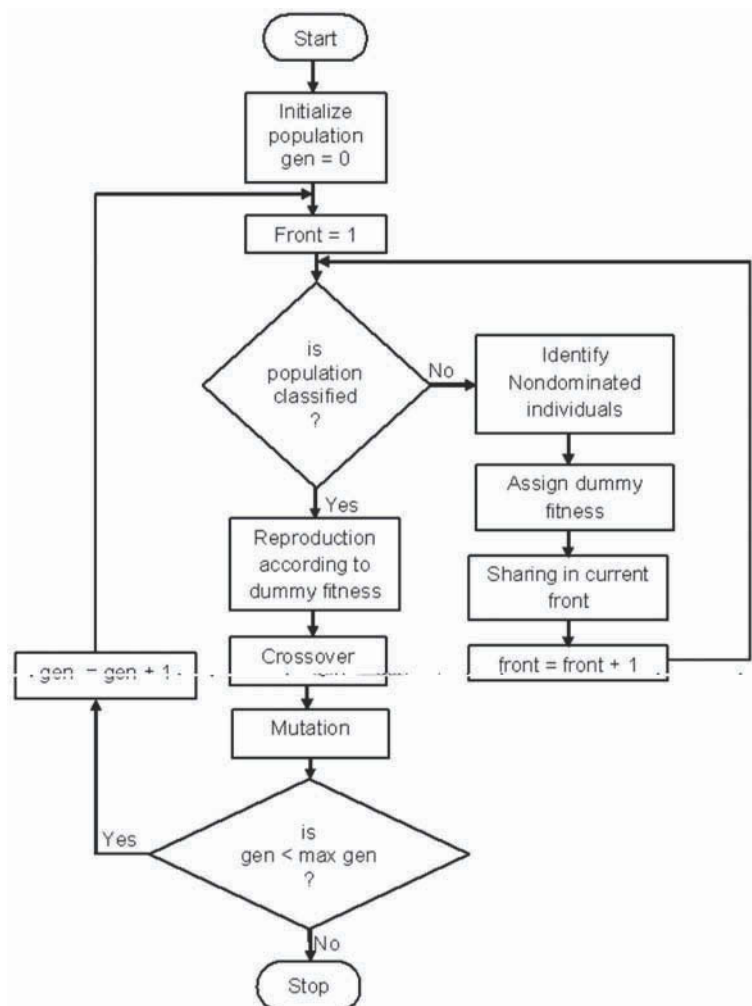 Start
Initialize
population
gen = 0
Front = 1
is
population
classified
?
No
Identify
Nondominated
individuals
Assign dummy
fitness
Sharing in current
front
front = front + 1
Yes
Reproduction
according to
dummy fitness
Crossover
Mutation
is
gen < max gen
?
Yes
gen = gen + 1
No
Stop